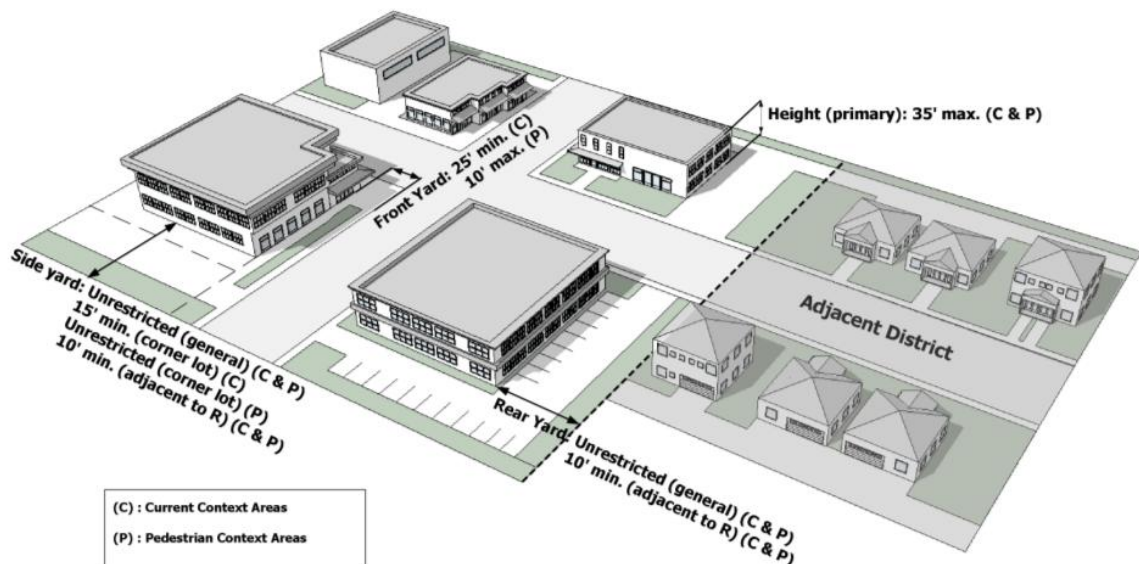 Height (primary): 35' max. (C & P)
Front Yard: 25' min. (C)
10' max. (P)
Side yard: Unrestricted (general) (C & P)
15' min. (corner lot) (C)
Unrestricted (corner lot) (P)
10' min. (adjacent to R) (C & P)
Adjacent District
Rear Yard: Unrestricted (general) (C & P)
10' min. (adjacent to R) (C & P)
(C) : Current Context Areas
(P) : Pedestrian Context Areas